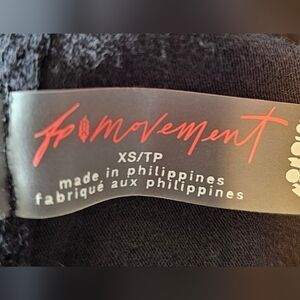 fp movement
XS/TP
made in philippines
fabriqué aux philippines